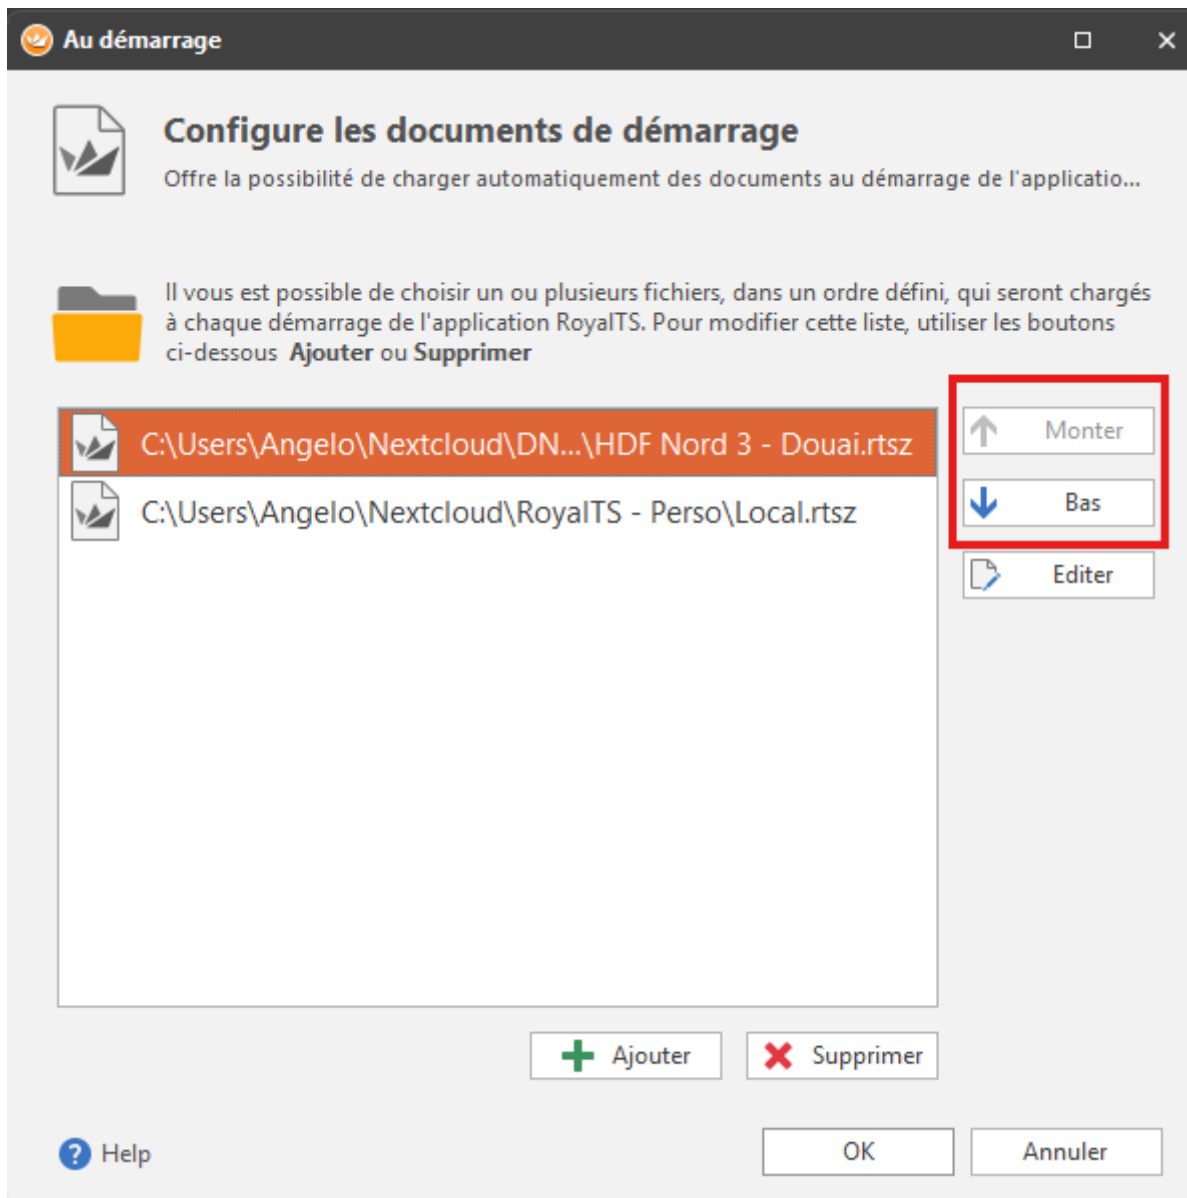 Au démarrage
Configure les documents de démarrage
Offre la possibilité de charger automatiquement des documents au démarrage de l'applicatio...
Il vous est possible de choisir un ou plusieurs fichiers, dans un ordre défini, qui seront chargés
à chaque démarrage de l'application RoyalTS. Pour modifier cette liste, utiliser les boutons
ci-dessous  Ajouter ou Supprimer
C:\Users\Angelo\Nextcloud\DN...\HDF Nord 3 - Douai.rtsz
C:\Users\Angelo\Nextcloud\RoyalTS - Perso\Local.rtsz
Monter
Bas
Editer
Ajouter
Supprimer
Help
OK
Annuler